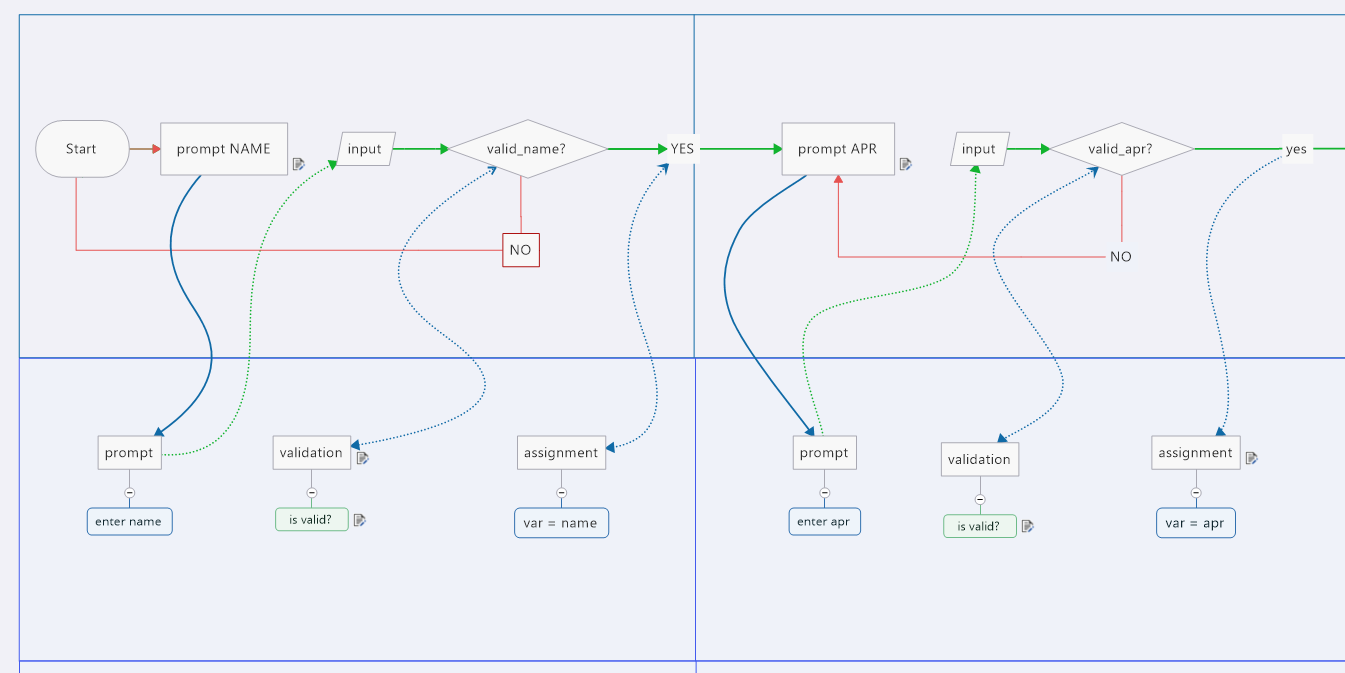 Start
prompt NAME
input
valid_name?
YES
prompt APR
input
valid_apr?
yes
NO
NO
prompt
validation
assignment
prompt
validation
assignment
enter name
is valid?
var = name
enter apr
is valid?
var = apr